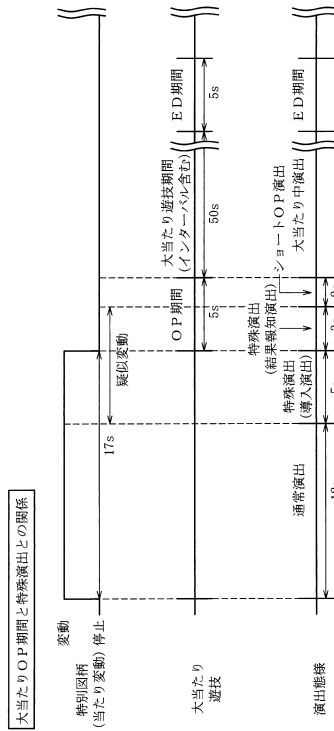 大当たりＯＰ期間と特殊演出との関係
変動
特別図柄
(当たり変動) 停止
17s
疑似変動
大当たり
遊技
ＯＰ期間
5s
大当たり遊技期間
(インターバル含む)
50s
ＥＤ期間
5s
演出態様
通常演出
特殊演出
(導入演出)
特殊演出
(結果報知演出)
ショートＯＰ演出
大当たり中演出
ＥＤ期間